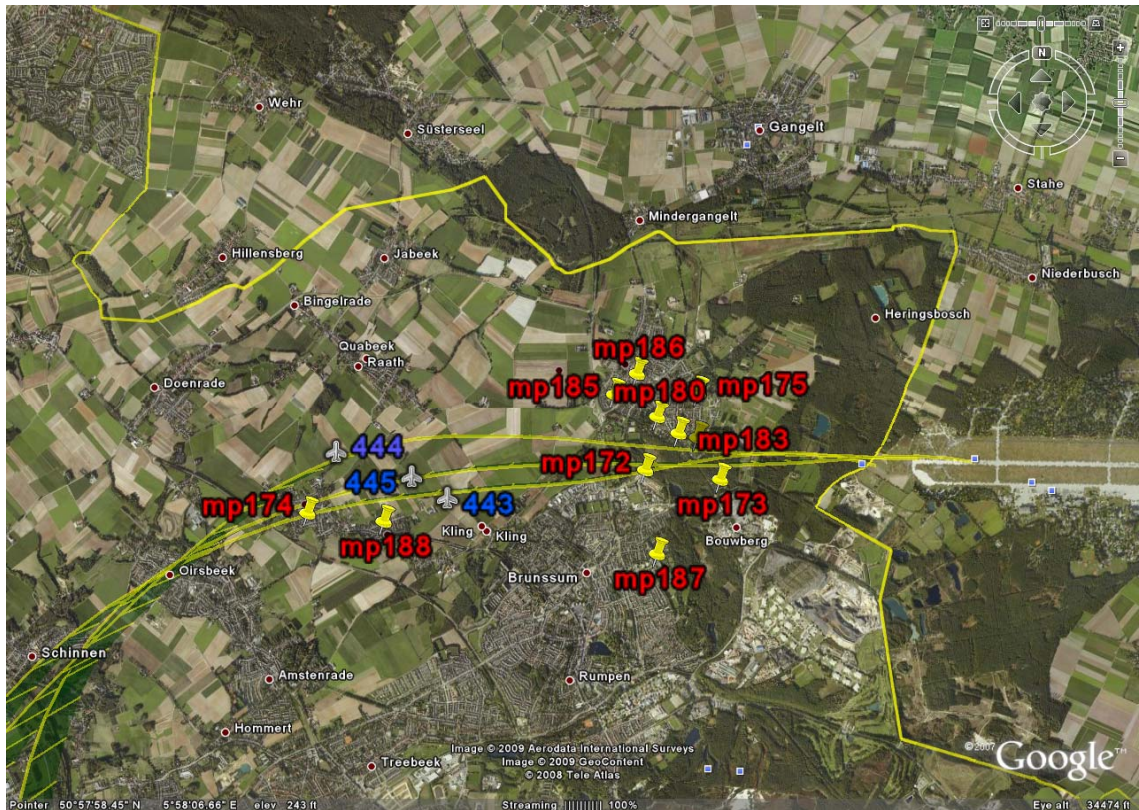 N
Wehr
Süsterseel
Gangelt
Stahe
Mindergangelt
Hillensberg
Jabeek
Niederbusch
Bingelrade
Heringsbosch
Quabeek
Raath
mp186
Doenrade
mp185
mp180
mp175
444
mp183
445
mp172
443
mp174
mp173
Kling
Kling
mp188
Bouwberg
Oirsbeek
Brunssum
mp187
Schinnen
Amstenrade
Rumpen
Hommert
Image © 2009 Aerodata International Surveys
Image © 2009 GeoContent
© 2008 Tele Atlas
Treebeek
©2007 Google™
Pointer 50°57'58.45" N 5°58'06.66" E elev 243 ft
Streaming |||||||||| 100%
Eye alt 34474 ft